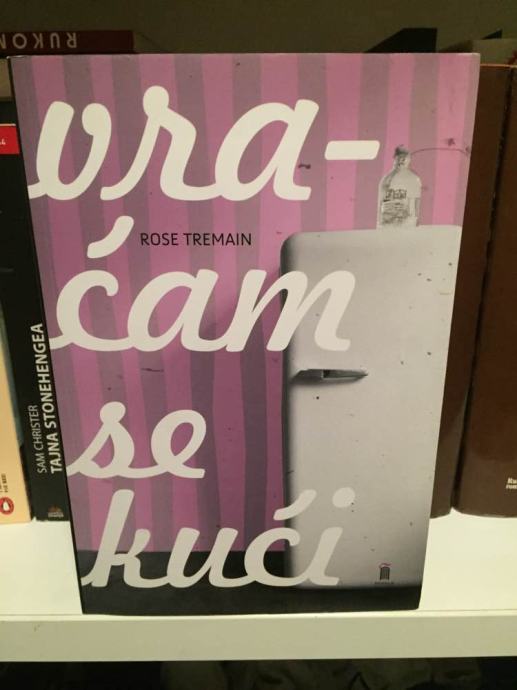 RUKON
vra-
ROSE TREMAIN
ćam
se
kući
SAM CHRISTER
TAJNA STONEHENGEA